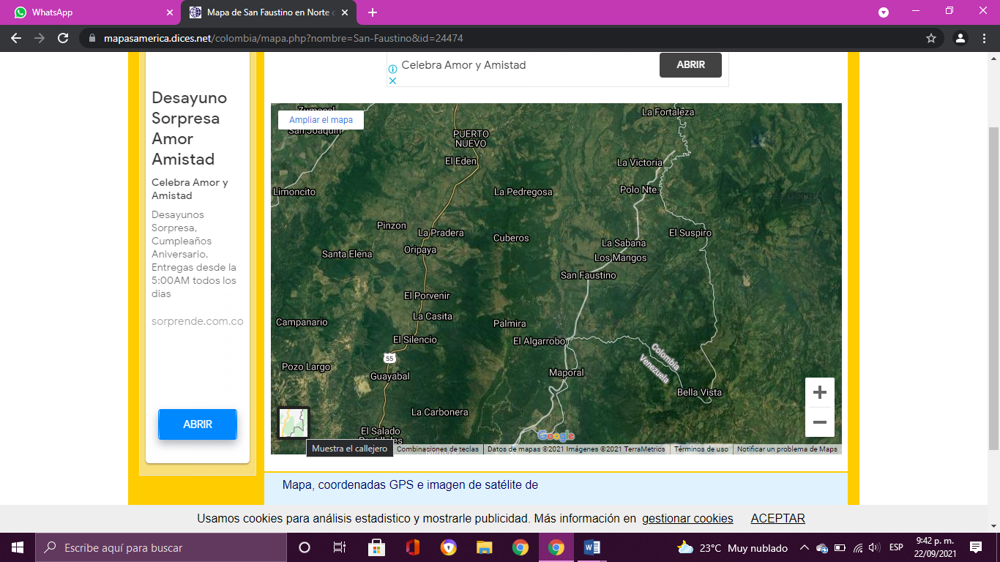 WhatsApp
Mapa de San Faustino en Norte
mapasamerica.dices.net/colombia/mapa.php?nombre=San-Faustino&id=24474
Celebra Amor y Amistad
ABRIR
Desayuno
Sorpresa
Amor
Amistad
Celebra Amor y
Amistad
Desayunos
Sorpresa,
Cumpleaños
Aniversario.
Entregas desde la
5:00AM todos los
días
sorprende.com.co
ABRIR
Ampliar el mapa
Zumacal
San Joaquin
La Fortaleza
PUERTO
NUEVO
El Eden
La Victoria
Limoncito
La Pedregosa
Polo Nte.
Pinzon
La Pradera
Cuberos
El Suspiro
Oripaya
La Sabana
Santa Elena
Los Mangos
San Faustino
El Porvenir
La Casita
Campanario
Palmira
El Silencio
El Algarrobo
55
Colombia
Venezuela
Pozo Largo
Guayabal
Maporal
Bella Vista
La Carbonera
El Salado
Google
Muestra el callejero
Combinaciones de teclas
Datos de mapas ©2021 Imágenes ©2021 TerraMetrics
Términos de uso
Notificar un problema de Maps
Mapa, coordenadas GPS e imagen de satélite de
Usamos cookies para análisis estadistico y mostrarle publicidad. Más información en gestionar cookies ACEPTAR
Escribe aquí para buscar
23°C Muy nublado
ESP
9:42 p. m.
22/09/2021